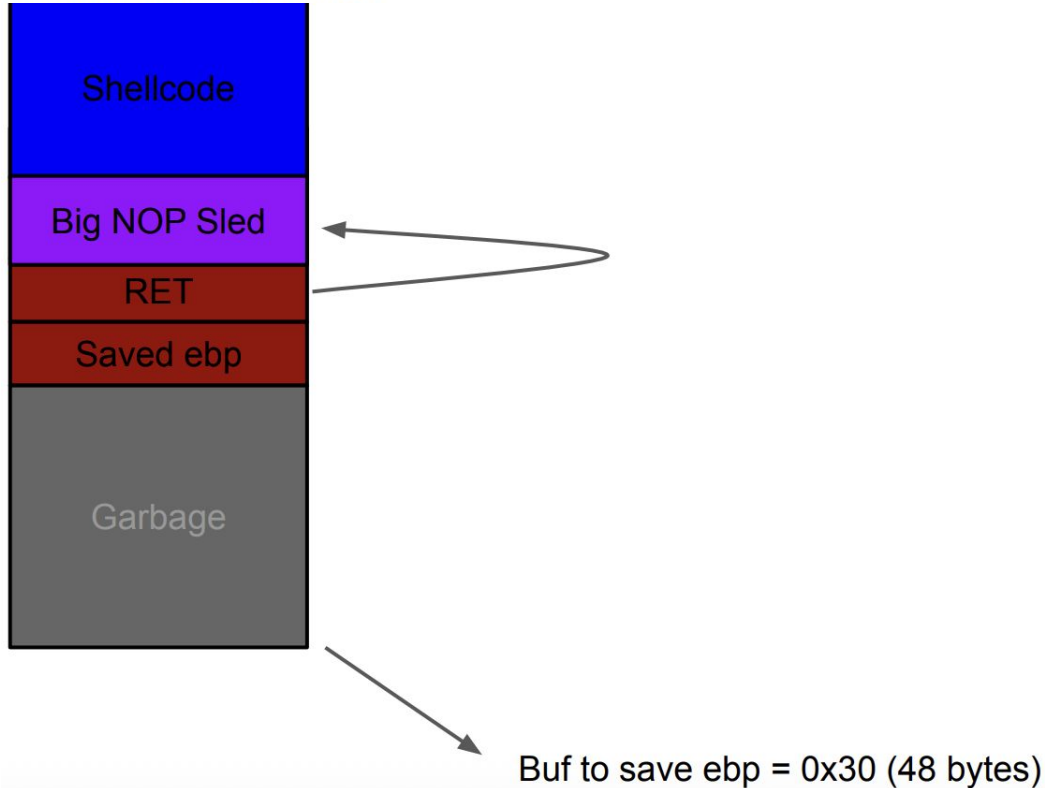 Shellcode
Big NOP Sled
RET
Saved ebp
Garbage
Buf to save ebp = 0x30 (48 bytes)